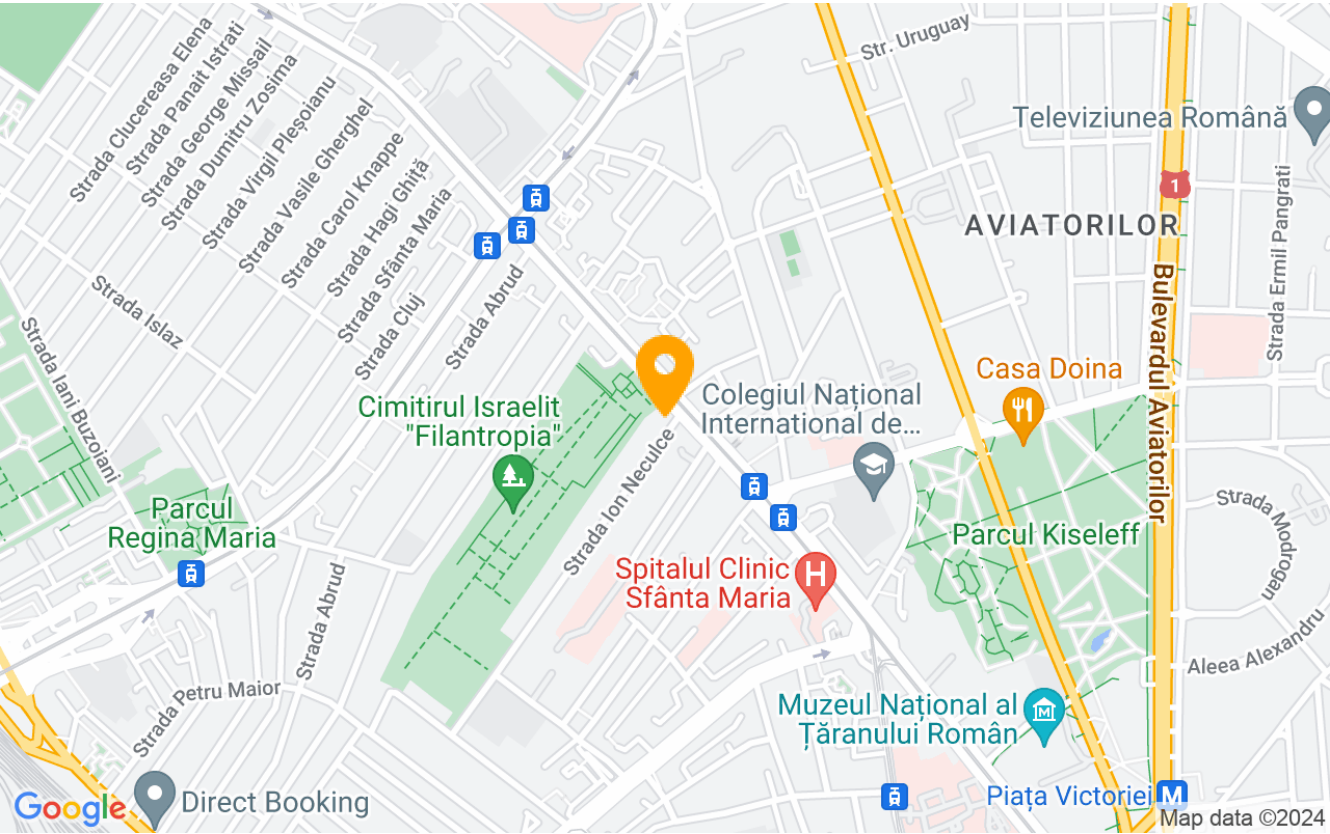 Str. Uruguay
Strada Clucereasa Elena
Strada Panait Istrati
Strada George Missail
Strada Dumitru Zosima
Strada Virgil Pleșoianu
Strada Vasile Gherghel
Strada Carol Knappe
Strada Hagi Ghiță
Strada Sfânta Maria
Strada Cluj
Strada Abrud
Televiziunea Română
1
AVIATORILOR
Strada Ermil Pangrati
Bulevardul Aviatorilor
Strada Islaz
Strada Iani Buzoiani
Casa Doina
Cimitirul Israelit
"Filantropia"
Colegiul Național
International de...
Strada Ion Neculce
Parcul
Regina Maria
Strada Modrogan
Parcul Kiseleff
Spitalul Clinic
Sfânta Maria
H
Strada Abrud
Aleea Alexandru
Strada Petru Maior
Muzeul Național al
Țăranului Român
M
Direct Booking
Piața Victoriei
M
Google
Map data ©2024